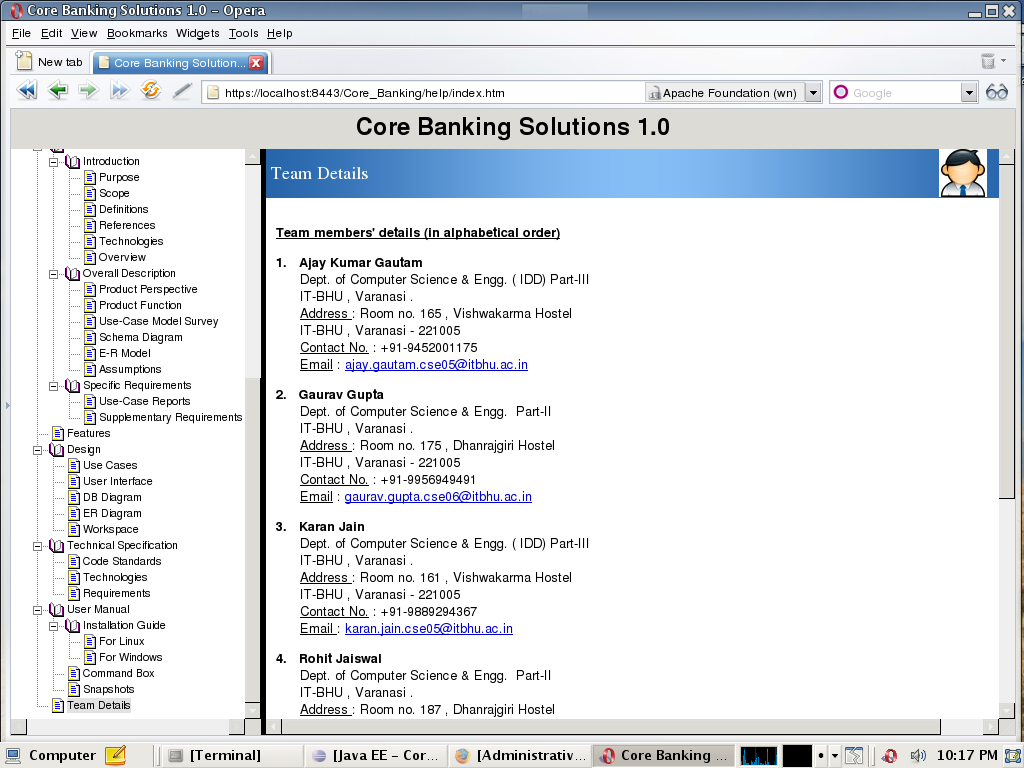 Core Banking Solutions 1.0 - Opera
File Edit View Bookmarks Widgets Tools Help
New tab
Core Banking Solution...
https://localhost:8443/Core_Banking/help/index.htm
Apache Foundation (wn)
Google
Core Banking Solutions 1.0
Introduction
Purpose
Scope
Definitions
References
Technologies
Overview
Overall Description
Product Perspective
Product Function
Use-Case Model Survey
Schema Diagram
E-R Model
Assumptions
Specific Requirements
Use-Case Reports
Supplementary Requirements
Features
Design
Use Cases
User Interface
DB Diagram
ER Diagram
Workspace
Technical Specification
Code Standards
Technologies
Requirements
User Manual
Installation Guide
For Linux
For Windows
Command Box
Snapshots
Team Details
Team Details
Team members' details (in alphabetical order)
1. Ajay Kumar Gautam
Dept. of Computer Science & Engg. ( IDD) Part-III
IT-BHU , Varanasi .
Address : Room no. 165 , Vishwakarma Hostel
IT-BHU , Varanasi - 221005
Contact No. : +91-9452001175
Email : ajay.gautam.cse05@itbhu.ac.in
2. Gaurav Gupta
Dept. of Computer Science & Engg. Part-II
IT-BHU , Varanasi .
Address : Room no. 175 , Dhanrajgiri Hostel
IT-BHU , Varanasi - 221005
Contact No. : +91-9956949491
Email : gaurav.gupta.cse06@itbhu.ac.in
3. Karan Jain
Dept. of Computer Science & Engg. ( IDD) Part-III
IT-BHU , Varanasi .
Address : Room no. 161 , Vishwakarma Hostel
IT-BHU , Varanasi - 221005
Contact No. : +91-9889294367
Email : karan.jain.cse05@itbhu.ac.in
4. Rohit Jaiswal
Dept. of Computer Science & Engg. Part-II
IT-BHU , Varanasi .
Address : Room no. 187 , Dhanrajgiri Hostel
Computer
[Terminal]
[Java EE - Cor...
[Administrativ...
Core Banking ...
10:17 PM